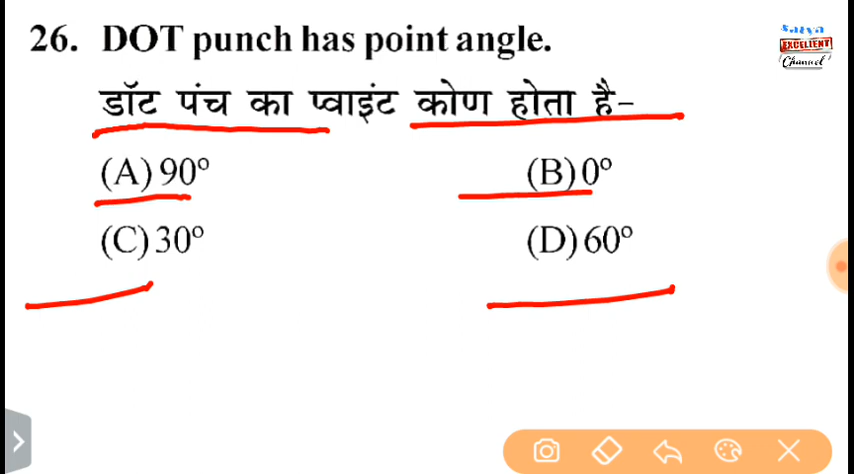 Satya
EXCELLENT
Channel
26. DOT punch has point angle.
डॉट पंच का प्वाइंट कोण होता है-
(A) 90°
(B) 0°
(C) 30°
(D) 60°